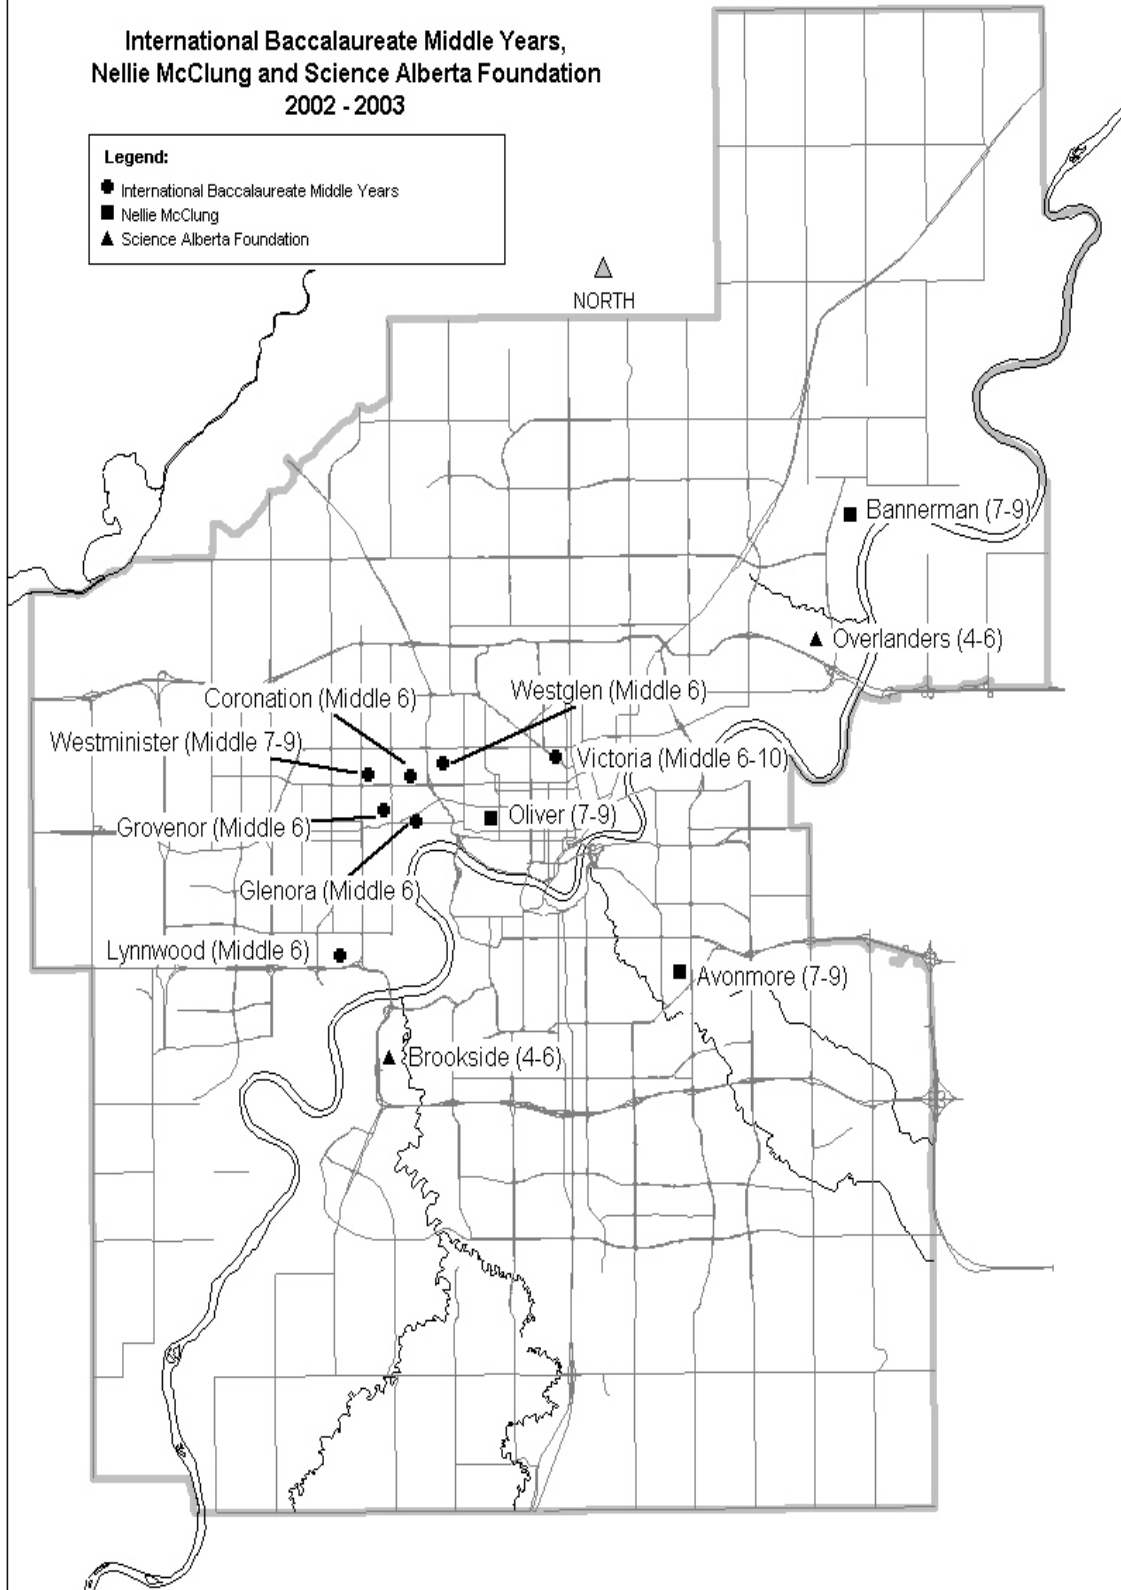 International Baccalaureate Middle Years,
Nellie McClung and Science Alberta Foundation
2002 - 2003
Legend:
International Baccalaureate Middle Years
Nellie McClung
Science Alberta Foundation
NORTH
Bannerman (7-9)
Overlanders (4-6)
Westglen (Middle 6)
Coronation (Middle 6)
Westminister (Middle 7-9)
Victoria (Middle 6-10)
Oliver (7-9)
Grovenor (Middle 6)
Glenora (Middle 6)
Lynnwood (Middle 6)
Avonmore (7-9)
Brookside (4-6)